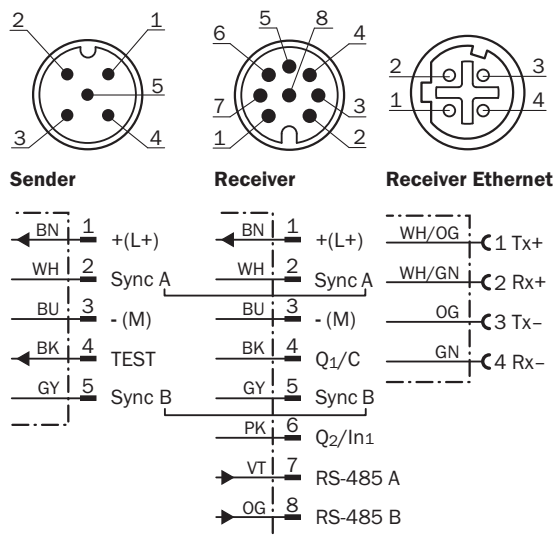 2 1
5
3 4
5 8
6 4
7 3
1 2
2 3
1 4
Sender
BN 1 +(L+)
WH 2 Sync A
BU 3 - (M)
BK 4 TEST
GY 5 Sync B
Receiver
BN 1 +(L+)
WH 2 Sync A
BU 3 - (M)
BK 4 Q1/C
GY 5 Sync B
PK 6 Q2/In1
VT 7 RS-485 A
OG 8 RS-485 B
Receiver Ethernet
WH/OG 1 Tx+
WH/GN 2 Rx+
OG 3 Tx–
GN 4 Rx–